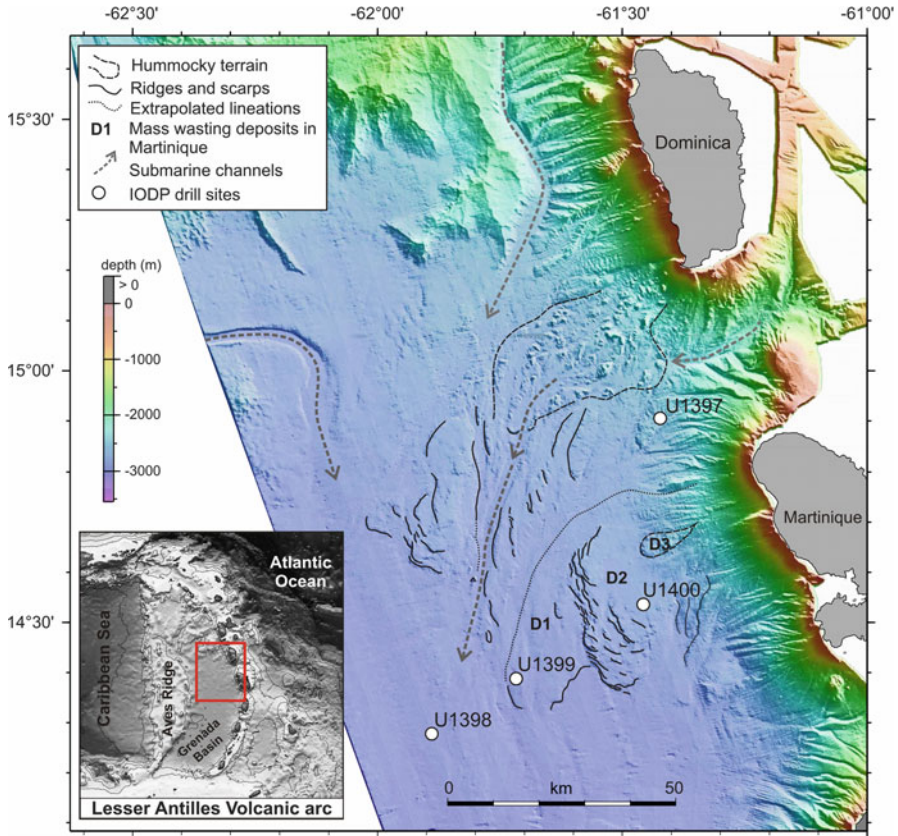 -62°30'
-62°00'
-61°30'
-61°00'
Hummocky terrain
Ridges and scarps
Extrapolated lineations
D1 Mass wasting deposits in
Martinique
Submarine channels
IODP drill sites
15°30'
15°00'
14°30'
Dominica
depth (m)
> 0
0
-1000
-2000
-3000
U1397
Martinique
D3
D2
U1400
D1
U1399
U1398
Atlantic
Ocean
Caribbean Sea
Aves Ridge
Grenada
Basin
Lesser Antilles Volcanic arc
0 50
km